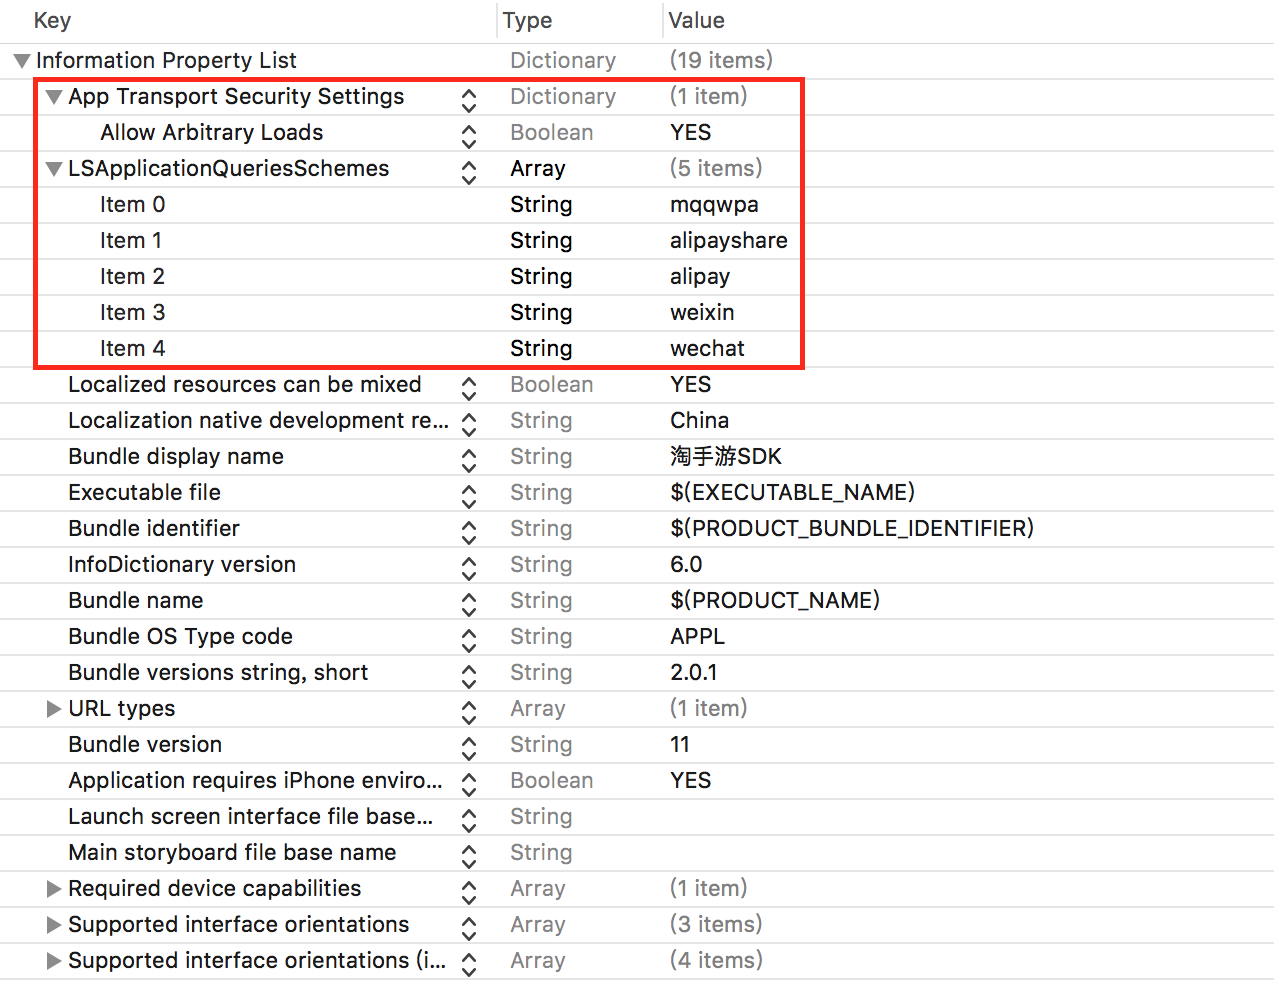 Key Type Value
Information Property List Dictionary (19 items)
App Transport Security Settings Dictionary (1 item)
Allow Arbitrary Loads Boolean YES
LSApplicationQueriesSchemes Array (5 items)
Item 0 String mqqwpa
Item 1 String alipayshare
Item 2 String alipay
Item 3 String weixin
Item 4 String wechat
Localized resources can be mixed Boolean YES
Localization native development re... String China
Bundle display name String 淘手游SDK
Executable file String $(EXECUTABLE_NAME)
Bundle identifier String $(PRODUCT_BUNDLE_IDENTIFIER)
InfoDictionary version String 6.0
Bundle name String $(PRODUCT_NAME)
Bundle OS Type code String APPL
Bundle versions string, short String 2.0.1
URL types Array (1 item)
Bundle version String 11
Application requires iPhone enviro... Boolean YES
Launch screen interface file base... String
Main storyboard file base name String
Required device capabilities Array (1 item)
Supported interface orientations Array (3 items)
Supported interface orientations (i... Array (4 items)